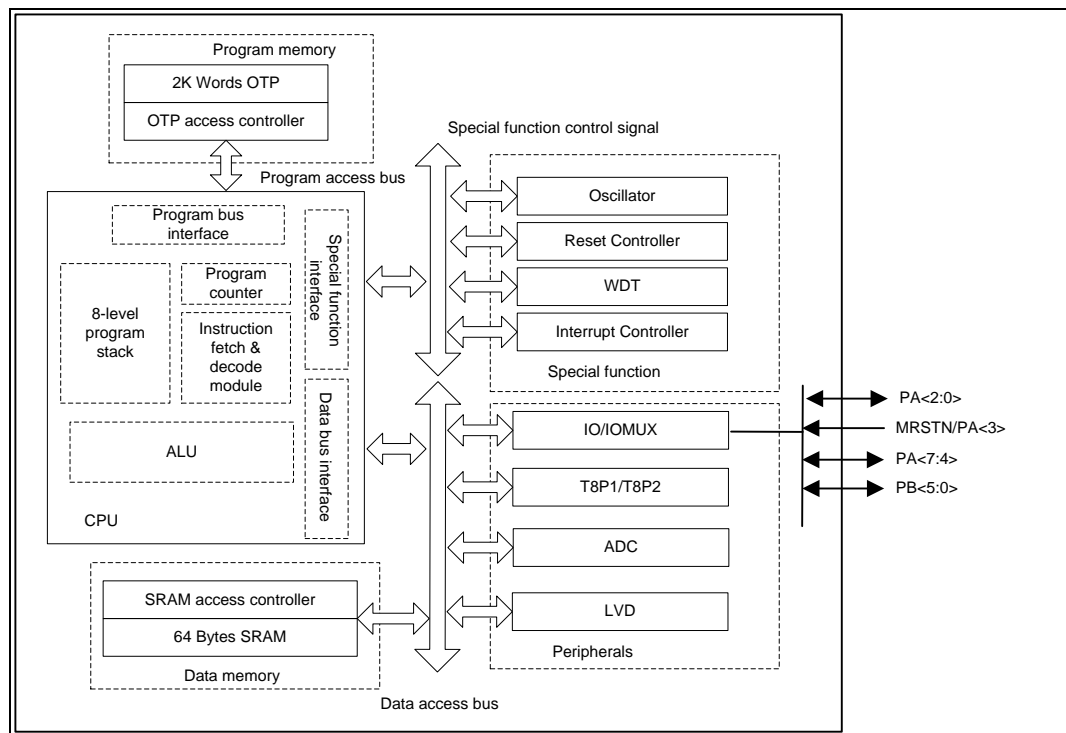 Program memory
2K Words OTP
OTP access controller
Program access bus
Program bus
interface
8-level
program
stack
Program
counter
Instruction
fetch &
decode
module
Special function
interface
Data bus interface
ALU
CPU
SRAM access controller
64 Bytes SRAM
Data memory
Special function control signal
Oscillator
Reset Controller
WDT
Interrupt Controller
Special function
IO/IOMUX
T8P1/T8P2
ADC
LVD
Peripherals
Data access bus
PA<2:0>
MRSTN/PA<3>
PA<7:4>
PB<5:0>